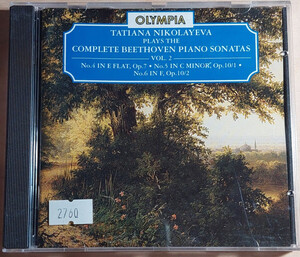 OLYMPIA
TATIANA NIKOLAYEVA
PLAYS THE
COMPLETE BEETHOVEN PIANO SONATAS
VOL. 2
No.4 IN E FLAT, Op.7 • No.5 IN C MINOR, Op.10/1 •
No.6 IN F, Op.10/2
2760